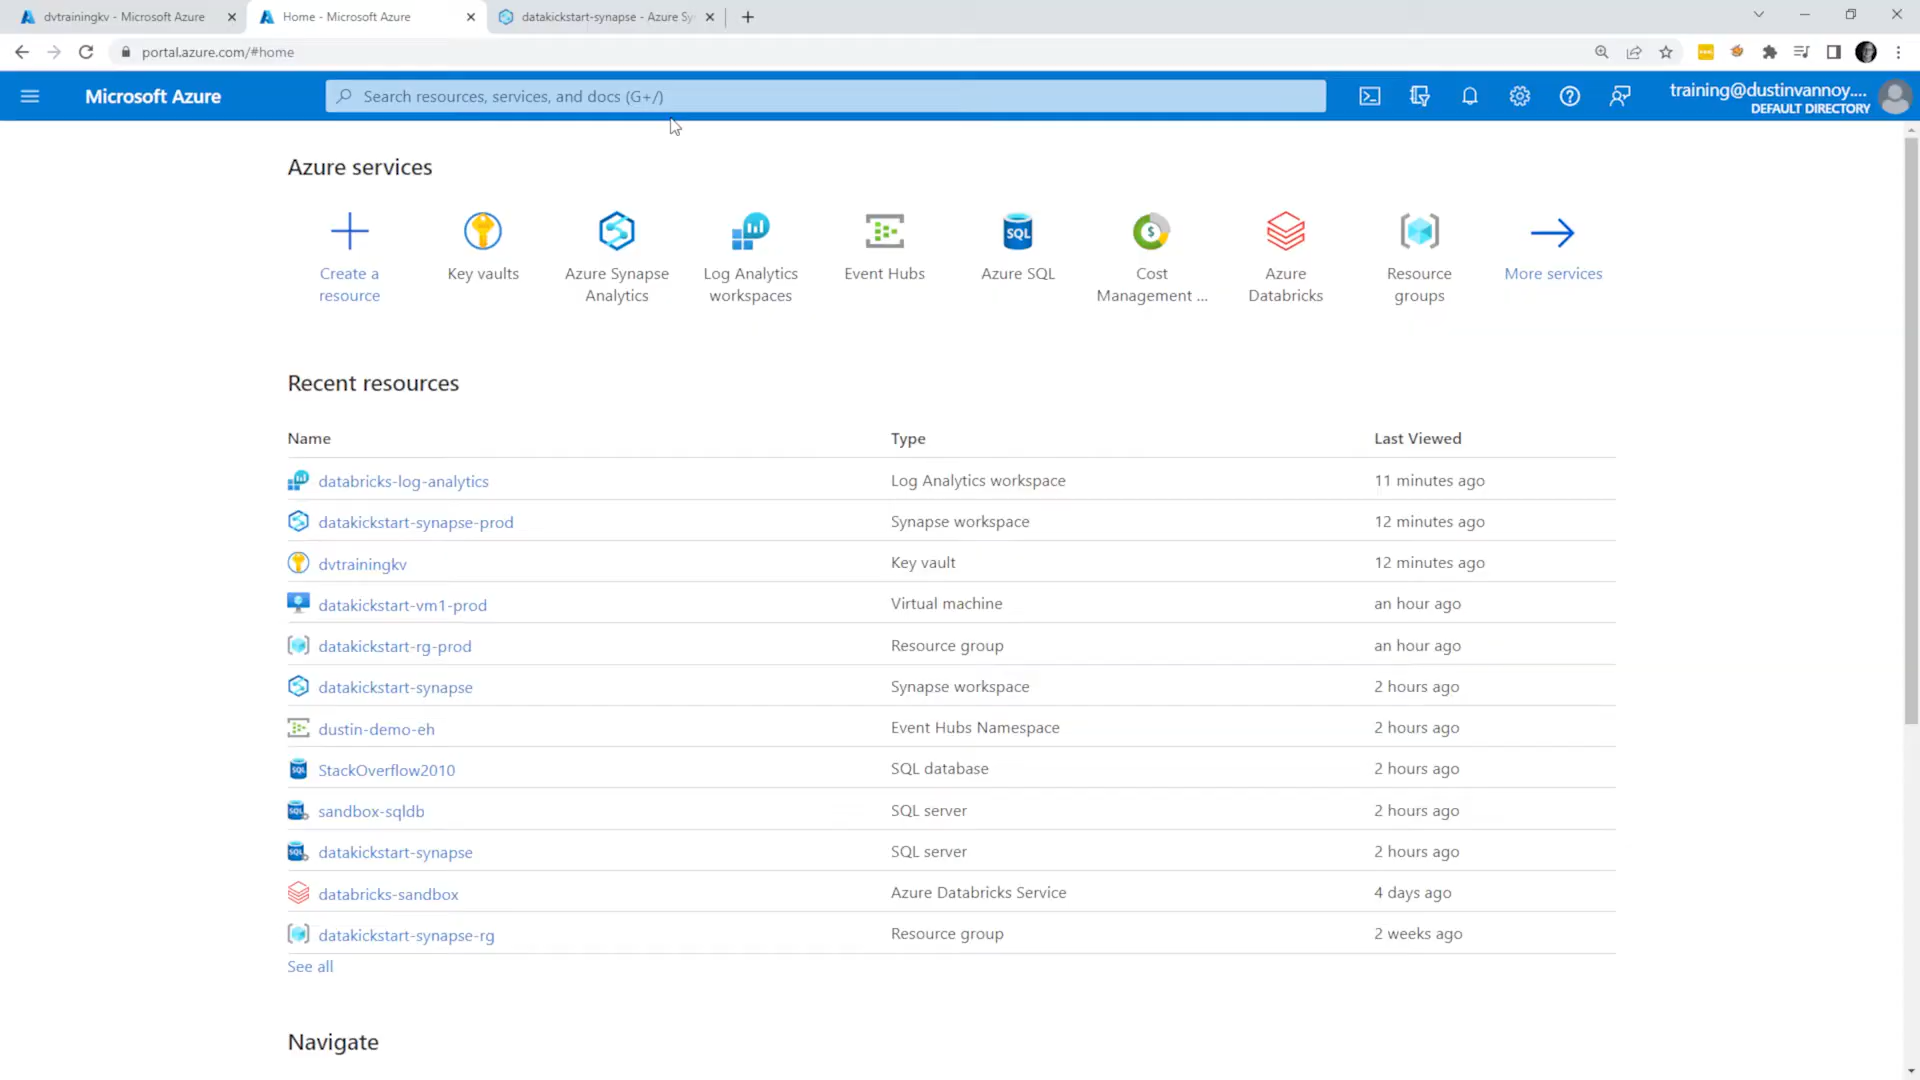 dvtrainingkv - Microsoft Azure
Home - Microsoft Azure
datakickstart-synapse - Azure Sy
portal.azure.com/#home
Microsoft Azure
Search resources, services, and docs (G+/)
training@dustinvannoy....
DEFAULT DIRECTORY
Azure services
Create a
resource
Key vaults
Azure Synapse
Analytics
Log Analytics
workspaces
Event Hubs
SQL
Azure SQL
Cost
Management ...
Azure
Databricks
Resource
groups
More services
Recent resources
Name Type Last Viewed
databricks-log-analytics Log Analytics workspace 11 minutes ago
datakickstart-synapse-prod Synapse workspace 12 minutes ago
dvtrainingkv Key vault 12 minutes ago
datakickstart-vm1-prod Virtual machine an hour ago
datakickstart-rg-prod Resource group an hour ago
datakickstart-synapse Synapse workspace 2 hours ago
dustin-demo-eh Event Hubs Namespace 2 hours ago
StackOverflow2010 SQL database 2 hours ago
sandbox-sqldb SQL server 2 hours ago
datakickstart-synapse SQL server 2 hours ago
databricks-sandbox Azure Databricks Service 4 days ago
datakickstart-synapse-rg Resource group 2 weeks ago
See all
Navigate